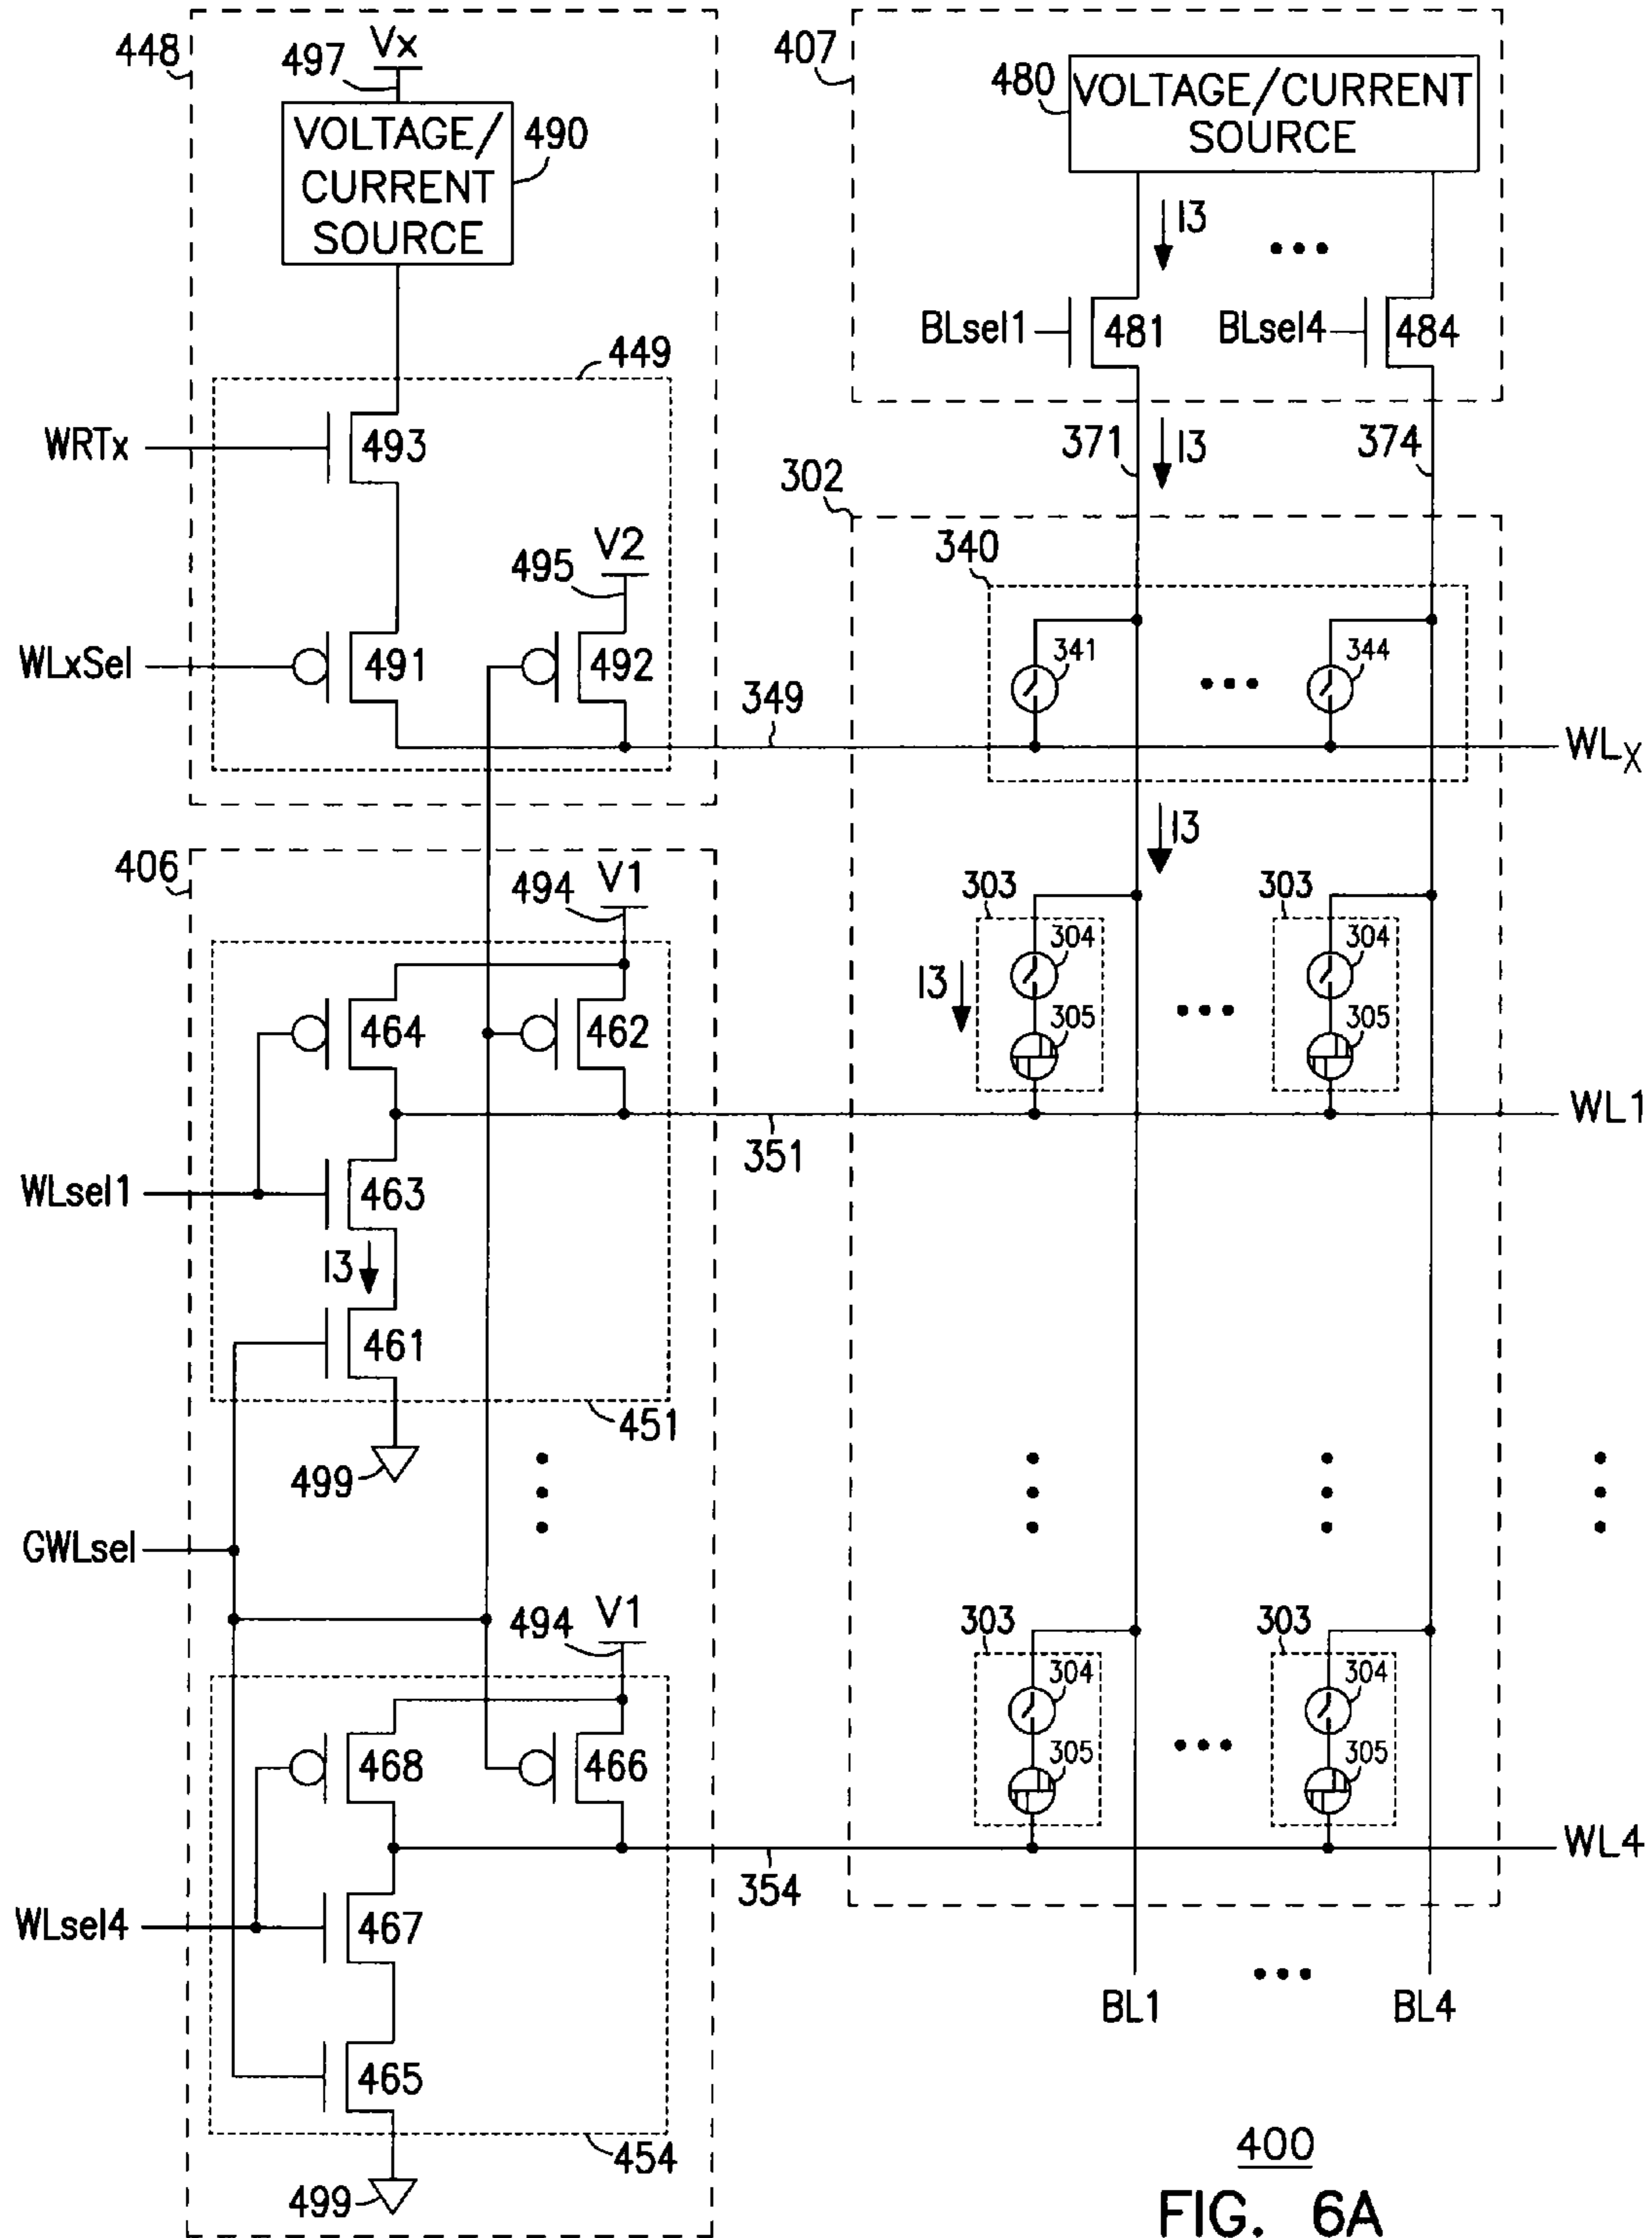 448
497
Vx
VOLTAGE/
CURRENT
SOURCE
490
407
480
VOLTAGE/CURRENT
SOURCE
I3
BLsel1
481
BLsel4
484
449
WRTx
493
371
I3
374
302
340
V2
495
WLxSel
491
492
341
344
349
WLX
I3
406
494
V1
303
303
304
304
464
462
I3
305
305
351
WL1
WLsel1
463
I3
461
451
499
GWLsel
494
V1
303
303
304
304
468
466
305
305
354
WL4
WLsel4
467
465
BL1
BL4
454
499
400
FIG. 6A